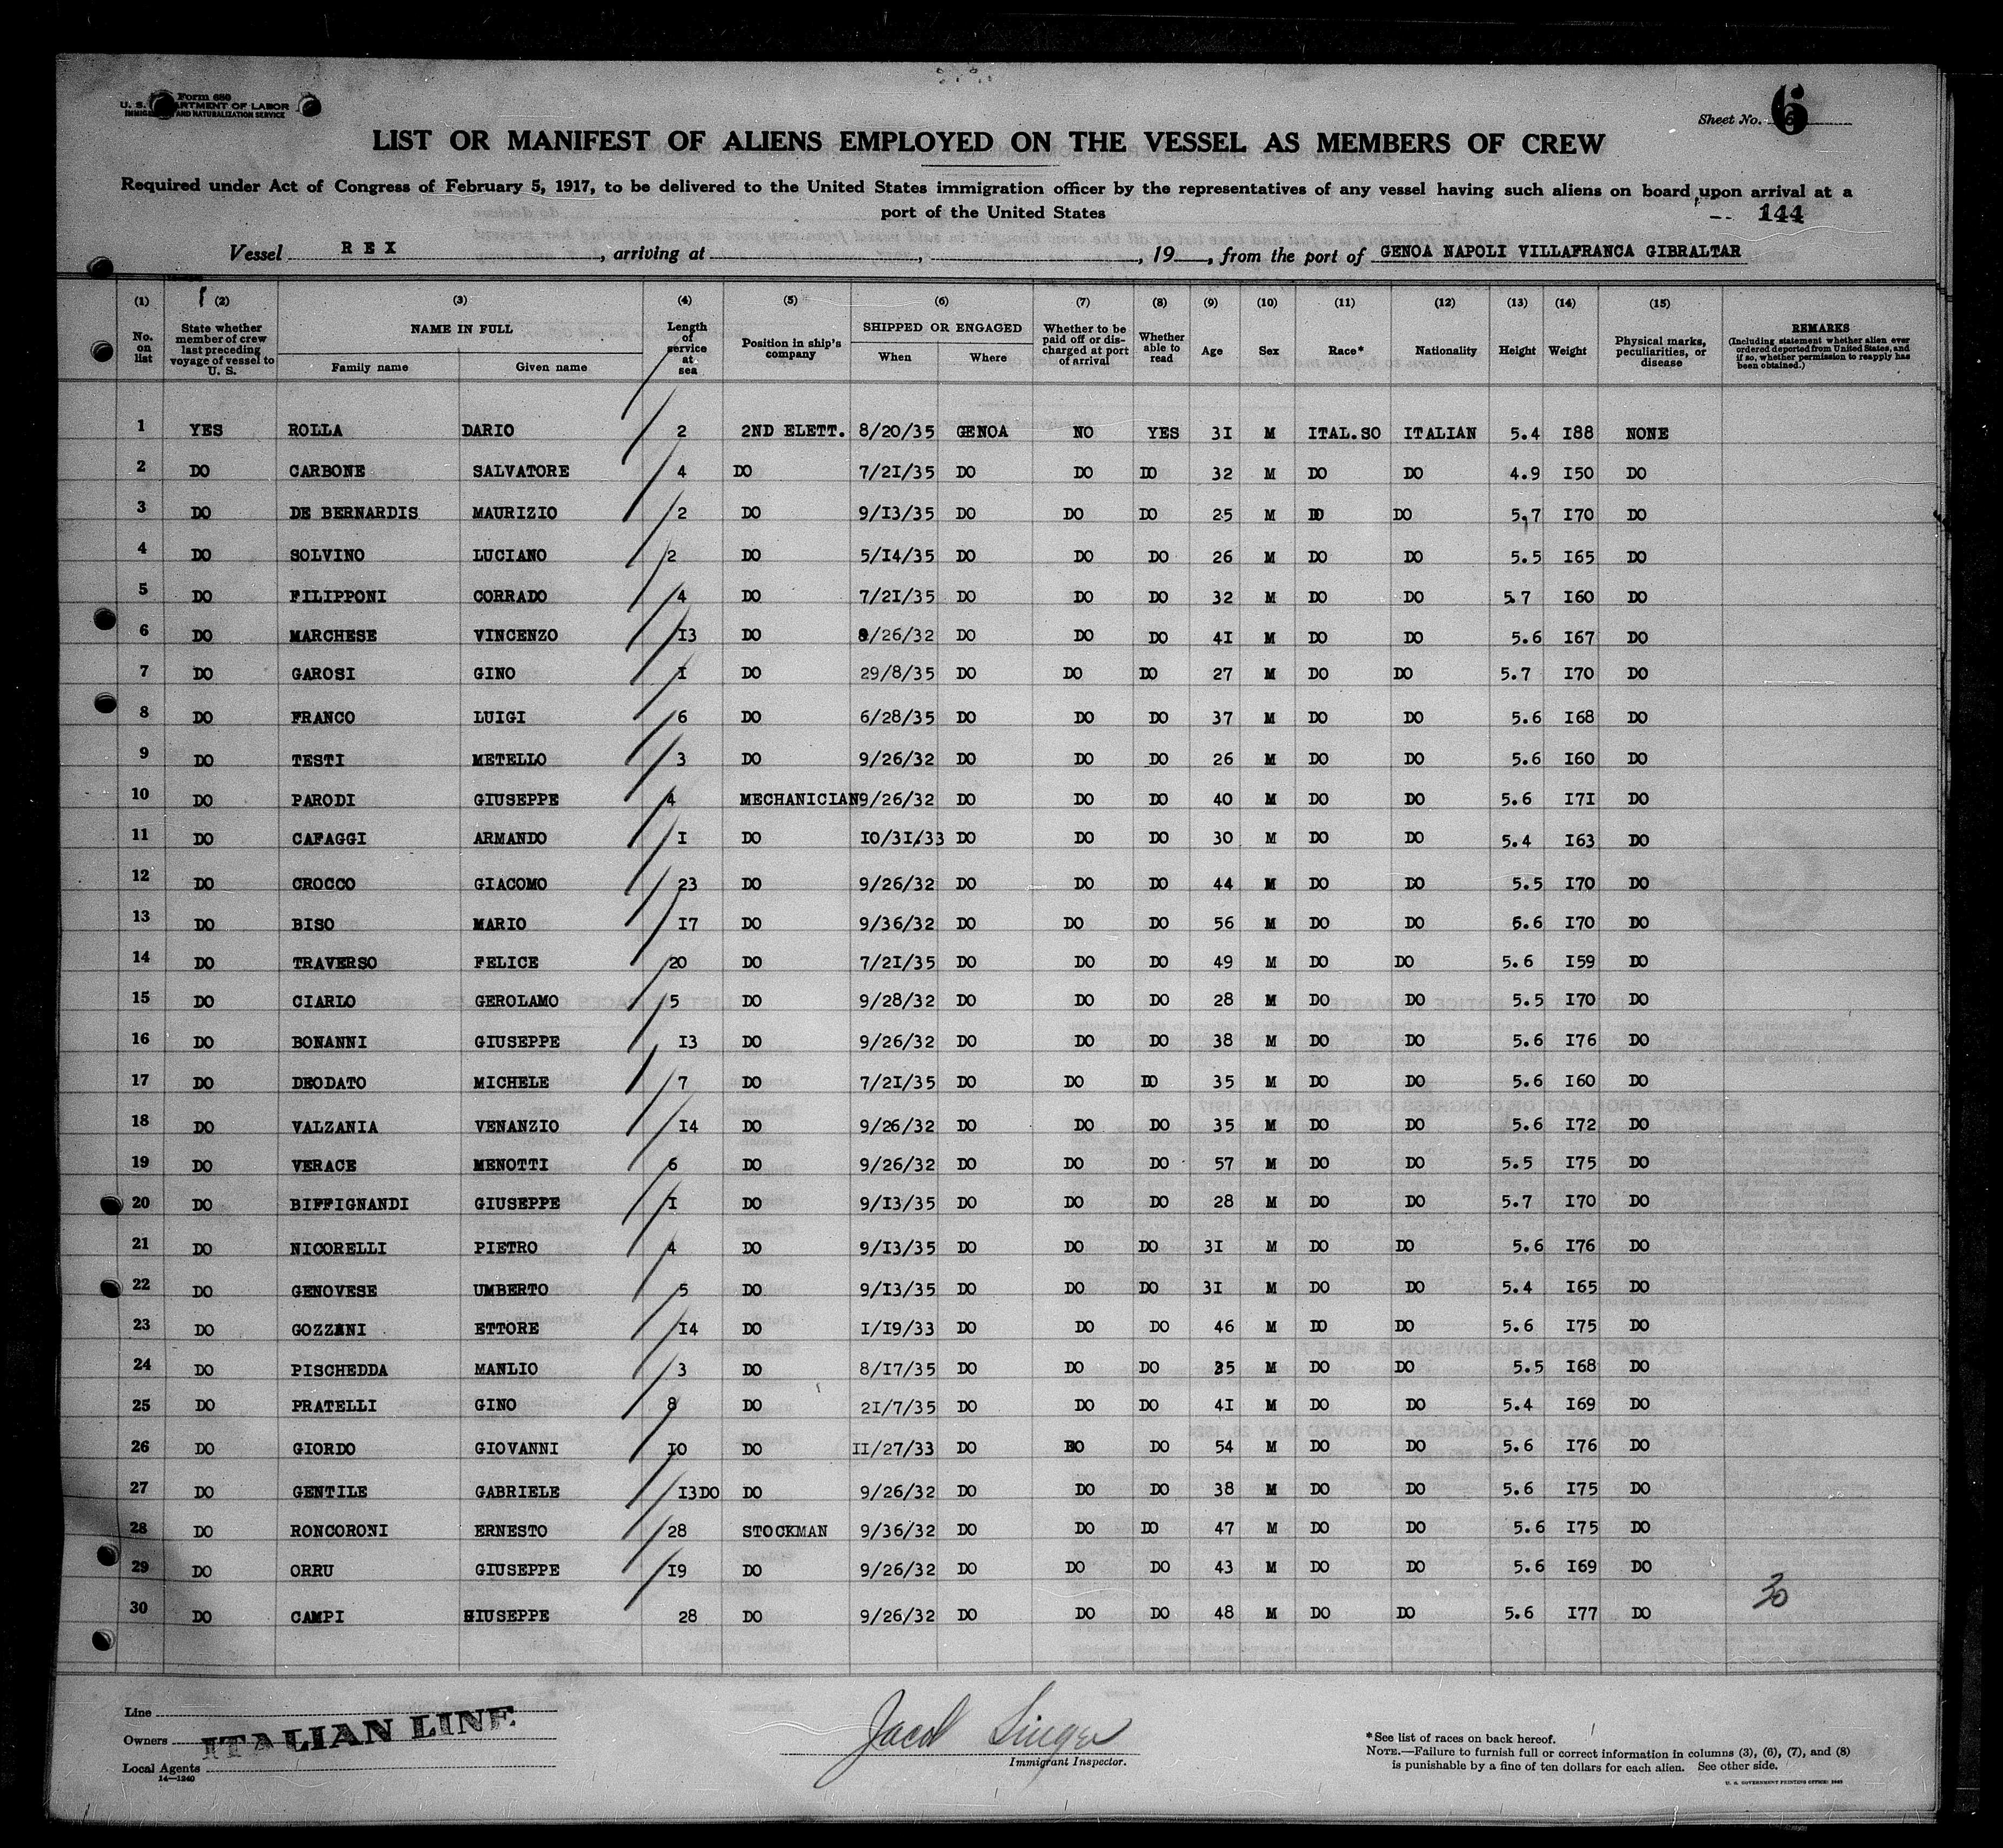 Form 680
U. S. DEPARTMENT OF LABOR
IMMIGRATION AND NATURALIZATION SERVICE
Sheet No. 6
LIST OR MANIFEST OF ALIENS EMPLOYED ON THE VESSEL AS MEMBERS OF CREW
Required under Act of Congress of February 5, 1917, to be delivered to the United States immigration officer by the representatives of any vessel having such aliens on board, upon arrival at a
port of the United States
144
Vessel REX, arriving at , , 19 , from the port of GENOA NAPOLI VILLAFRANCA GIBRALTAR
(1) (2) (3) (4) (5) (6) (7) (8) (9) (10) (11) (12) (13) (14) (15)
No. on list State whether member of crew last preceding voyage of vessel to U. S. NAME IN FULL Family name Given name Length of service at sea Position in ship's company SHIPPED OR ENGAGED When Where Whether to be paid off or discharged at port of arrival Whether able to read Age Sex Race* Nationality Height Weight Physical marks, peculiarities, or disease REMARKS (Including statement whether alien ever ordered deported from United States, and if so, whether permission to reapply has been obtained.)
1 YES ROLLA DARIO 2 2ND ELETT. 8/20/35 GENOA NO YES 31 M ITAL.SO ITALIAN 5.4 188 NONE
2 DO CARBONE SALVATORE 4 DO 7/21/35 DO DO DO 32 M DO DO 4.9 150 DO
3 DO DE BERNARDIS MAURIZIO 2 DO 9/13/35 DO DO DO 25 M DO DO 5.7 170 DO
4 DO SOLVINO LUCIANO 2 DO 5/14/35 DO DO DO 26 M DO DO 5.5 165 DO
5 DO FILIPPONI CORRADO 4 DO 7/21/35 DO DO DO 32 M DO DO 5.7 160 DO
6 DO MARCHESE VINCENZO 13 DO 8/26/32 DO DO DO 41 M DO DO 5.6 167 DO
7 DO GAROSI GINO 1 DO 29/8/35 DO DO DO 27 M DO DO 5.7 170 DO
8 DO FRANCO LUIGI 6 DO 6/28/35 DO DO DO 37 M DO DO 5.6 168 DO
9 DO TESTI METELLO 3 DO 9/26/32 DO DO DO 26 M DO DO 5.6 160 DO
10 DO PARODI GIUSEPPE 4 MECHANICIAN 9/26/32 DO DO DO 40 M DO DO 5.6 171 DO
11 DO CAFAGGI ARMANDO 1 DO 10/31/33 DO DO DO 30 M DO DO 5.4 163 DO
12 DO CROCCO GIACOMO 23 DO 9/26/32 DO DO DO 44 M DO DO 5.5 170 DO
13 DO BISO MARIO 17 DO 9/36/32 DO DO DO 56 M DO DO 5.6 170 DO
14 DO TRAVERSO FELICE 20 DO 7/21/35 DO DO DO 49 M DO DO 5.6 159 DO
15 DO CIARLO GEROLAMO 5 DO 9/28/32 DO DO DO 28 M DO DO 5.5 170 DO
16 DO BONANNI GIUSEPPE 13 DO 9/26/32 DO DO DO 38 M DO DO 5.6 176 DO
17 DO DEODATO MICHELE 7 DO 7/21/35 DO DO DO 35 M DO DO 5.6 160 DO
18 DO VALZANIA VENANZIO 14 DO 9/26/32 DO DO DO 35 M DO DO 5.6 172 DO
19 DO VERACE MENOTTI 6 DO 9/26/32 DO DO DO 57 M DO DO 5.5 175 DO
20 DO BIFFIGNANDI GIUSEPPE 1 DO 9/13/35 DO DO DO 28 M DO DO 5.7 170 DO
21 DO NICORELLI PIETRO 4 DO 9/13/35 DO DO DO 31 M DO DO 5.6 176 DO
22 DO GENOVESE UMBERTO 5 DO 9/13/35 DO DO DO 31 M DO DO 5.4 165 DO
23 DO GOZZANI ETTORE 14 DO 1/19/33 DO DO DO 46 M DO DO 5.6 175 DO
24 DO PISCHEDDA MANLIO 3 DO 8/17/35 DO DO DO 35 M DO DO 5.5 168 DO
25 DO PRATELLI GINO 8 DO 21/7/35 DO DO DO 41 M DO DO 5.4 169 DO
26 DO GIORDO GIOVANNI 10 DO 11/27/33 DO DO DO 54 M DO DO 5.6 176 DO
27 DO GENTILE GABRIELE 13DO DO 9/26/32 DO DO DO 38 M DO DO 5.6 175 DO
28 DO RONCORONI ERNESTO 28 STOCKMAN 9/36/32 DO DO DO 47 M DO DO 5.6 175 DO
29 DO ORRU GIUSEPPE 19 DO 9/26/32 DO DO DO 43 M DO DO 5.6 169 DO
30 DO CAMPI GIUSEPPE 28 DO 9/26/32 DO DO DO 48 M DO DO 5.6 177 DO
30
Line
Owners ITALIAN LINE
Local Agents
14—1240
Jacob Singer
Immigrant Inspector.
*See list of races on back hereof.
NOTE.—Failure to furnish full or correct information in columns (3), (6), (7), and (8)
is punishable by a fine of ten dollars for each alien. See other side.